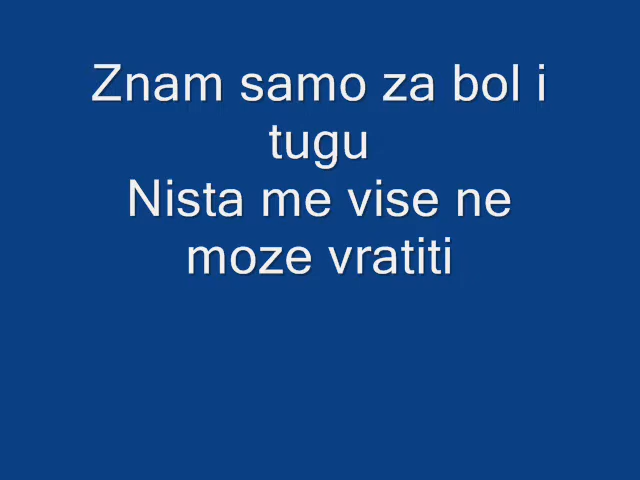 Znam samo za bol i
tugu
Nista me vise ne
moze vratiti